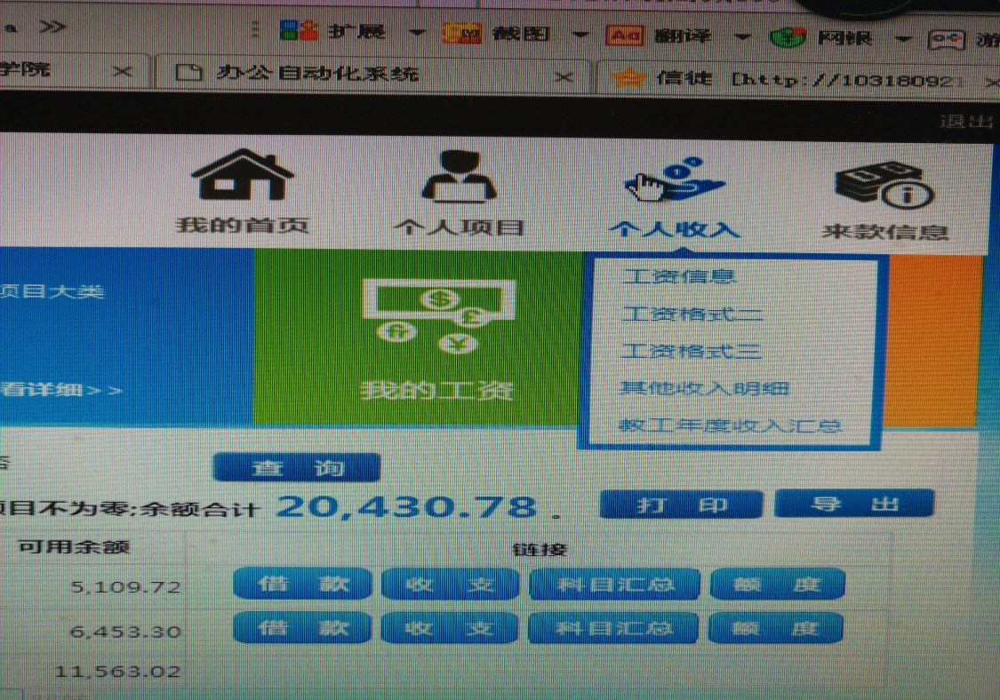 a >> 扩展 截图 翻译 网银 游
学院 × 办公自动化系统 × 信徒 [http://103180921 ×
退出
我的首页 个人项目 个人收入 来款信息
项目大类
我的工资
看详细>>
工资信息
工资格式二
工资格式三
其他收入明细
教工年度收入汇总
查 询
项目不为零;余额合计 20,430.78 。 打 印 导 出
可用余额 链接
5,109.72 借 款 收 支 科目汇总 额 度
6,453.30 借 款 收 支 科目汇总 额 度
11,563.02